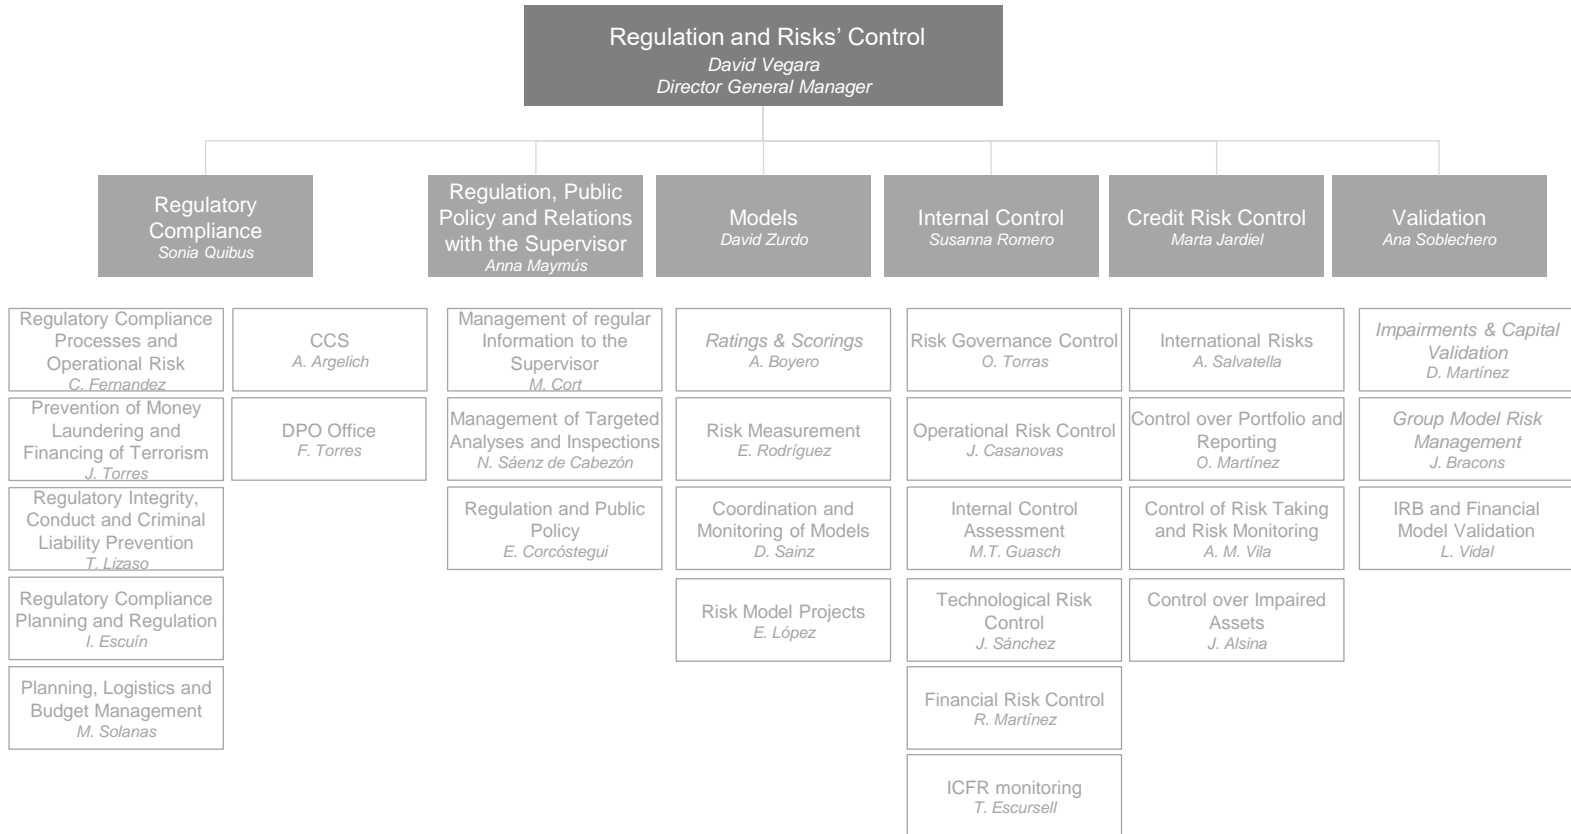 Regulation and Risks' Control
David Vegara
Director General Manager
Regulatory
Compliance
Sonia Quibus
Regulation, Public
Policy and Relations
with the Supervisor
Anna Maymús
Models
David Zurdo
Internal Control
Susanna Romero
Credit Risk Control
Marta Jardiel
Validation
Ana Soblechero
Regulatory Compliance
Processes and
Operational Risk
C. Fernandez
Prevention of Money
Laundering and
Financing of Terrorism
J. Torres
Regulatory Integrity,
Conduct and Criminal
Liability Prevention
T. Lizaso
Regulatory Compliance
Planning and Regulation
I. Escuín
Planning, Logistics and
Budget Management
M. Solanas
CCS
A. Argelich
DPO Office
F. Torres
Management of regular
Information to the
Supervisor
M. Cort
Management of Targeted
Analyses and Inspections
N. Sáenz de Cabezón
Regulation and Public
Policy
E. Corcóstegui
Ratings & Scorings
A. Boyero
Risk Measurement
E. Rodríguez
Coordination and
Monitoring of Models
D. Sainz
Risk Model Projects
E. López
Risk Governance Control
O. Torras
Operational Risk Control
J. Casanovas
Internal Control
Assessment
M.T. Guasch
Technological Risk
Control
J. Sánchez
Financial Risk Control
R. Martínez
ICFR monitoring
T. Escursell
International Risks
A. Salvatella
Control over Portfolio and
Reporting
O. Martínez
Control of Risk Taking
and Risk Monitoring
A. M. Vila
Control over Impaired
Assets
J. Alsina
Impairments & Capital
Validation
D. Martínez
Group Model Risk
Management
J. Bracons
IRB and Financial
Model Validation
L. Vidal